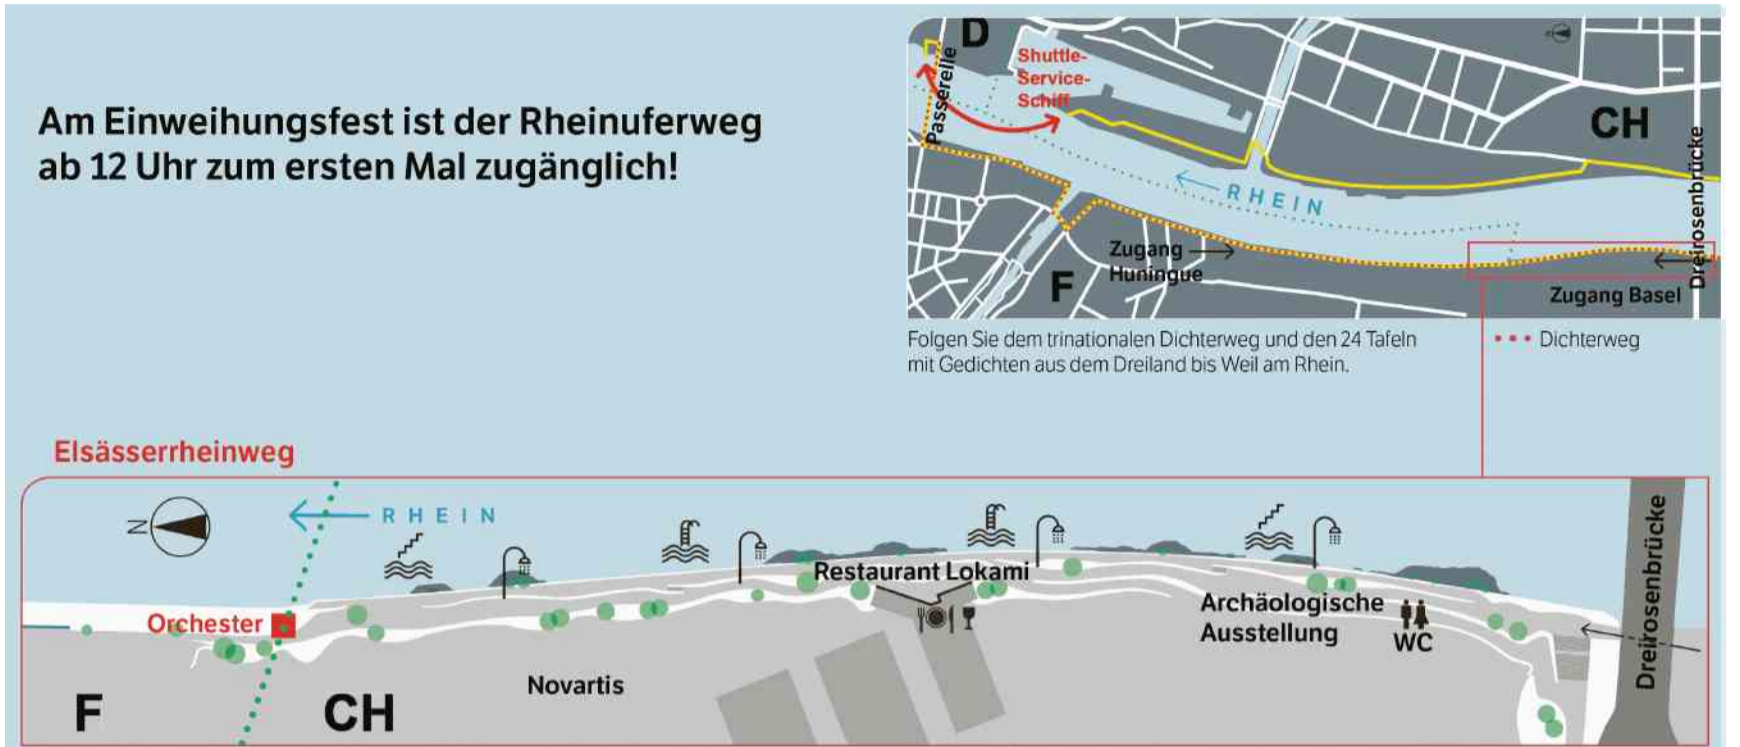 Am Einweihungsfest ist der Rheinuferweg
ab 12 Uhr zum ersten Mal zugänglich!
D
Passerelle
Shuttle-
Service-
Schiff
N
CH
Dreirosenbrücke
RHEIN
Zugang
Huningue
F
Zugang Basel
Folgen Sie dem trinationalen Dichterweg und den 24 Tafeln
mit Gedichten aus dem Dreiland bis Weil am Rhein.
Dichterweg
Elsässerrheinweg
N
RHEIN
Restaurant Lokami
Orchester
Archäologische
Ausstellung
WC
Dreirosenbrücke
Novartis
F
CH